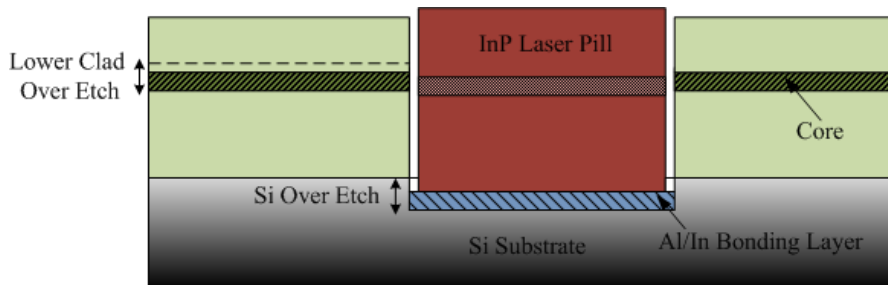 InP Laser Pill
Lower Clad
Over Etch
Core
Si Over Etch
Al/In Bonding Layer
Si Substrate